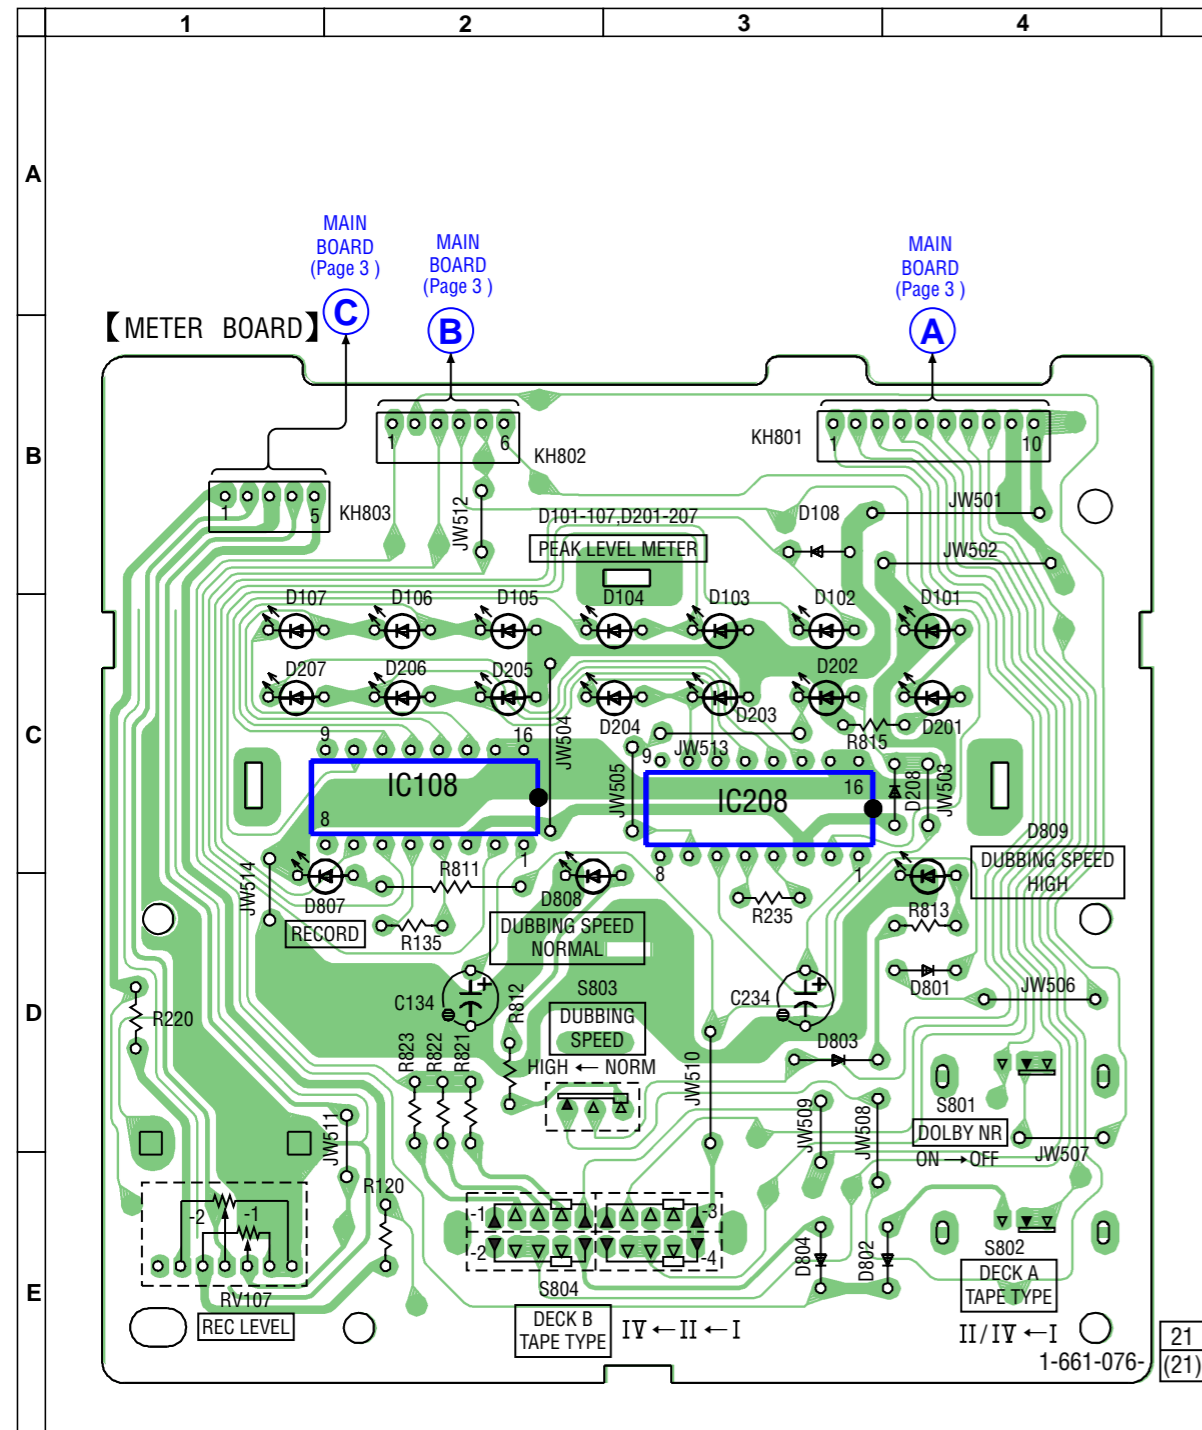 1 2 3 4
A
MAIN
BOARD
(Page 3 )
C
MAIN
BOARD
(Page 3 )
B
MAIN
BOARD
(Page 3 )
A
【METER BOARD】
B
1 6
KH802
KH801
1 10
1 5
KH803
JW512
D101-107,D201-207
PEAK LEVEL METER
D108
JW501
JW502
D107 D106 D105 D104 D103 D102 D101
D207 D206 D205 D204 D203 D202 D201
C
R815
JW504
JW505
JW513
D208
JW503
9 16
IC108
8 1
9 16
IC208
8 1
D809
DUBBING SPEED
HIGH
JW514
D807
RECORD
R811
R135
D808
DUBBING SPEED
NORMAL
R235
R813
D801
D
R220
C134
R812
S803
DUBBING
SPEED
HIGH ← NORM
C234
JW506
D803
R823
R822
R821
JW510
JW509
JW508
S801
DOLBY NR
ON → OFF
JW507
JW511
R120
E
-2 -1
RV107
REC LEVEL
-1 -3
-2 -4
S804
DECK B
TAPE TYPE
IV ← II ← I
D804
D802
S802
DECK A
TAPE TYPE
II/IV ← I
1-661-076-
21
(21)